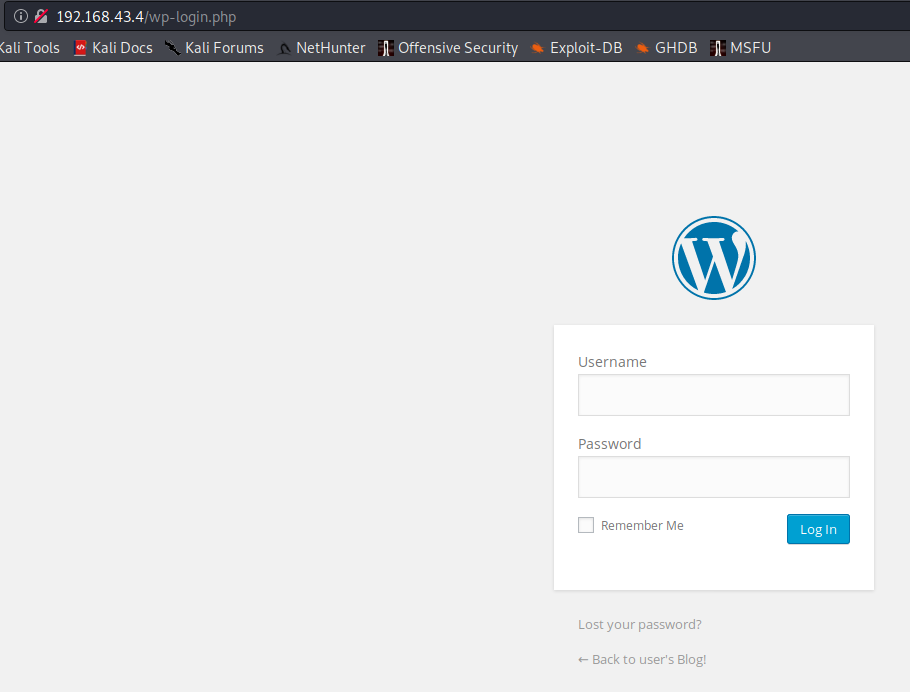 192.168.43.4/wp-login.php
Kali Tools Kali Docs Kali Forums NetHunter Offensive Security Exploit-DB GHDB MSFU
Username
Password
Remember Me Log In
Lost your password?
← Back to user's Blog!